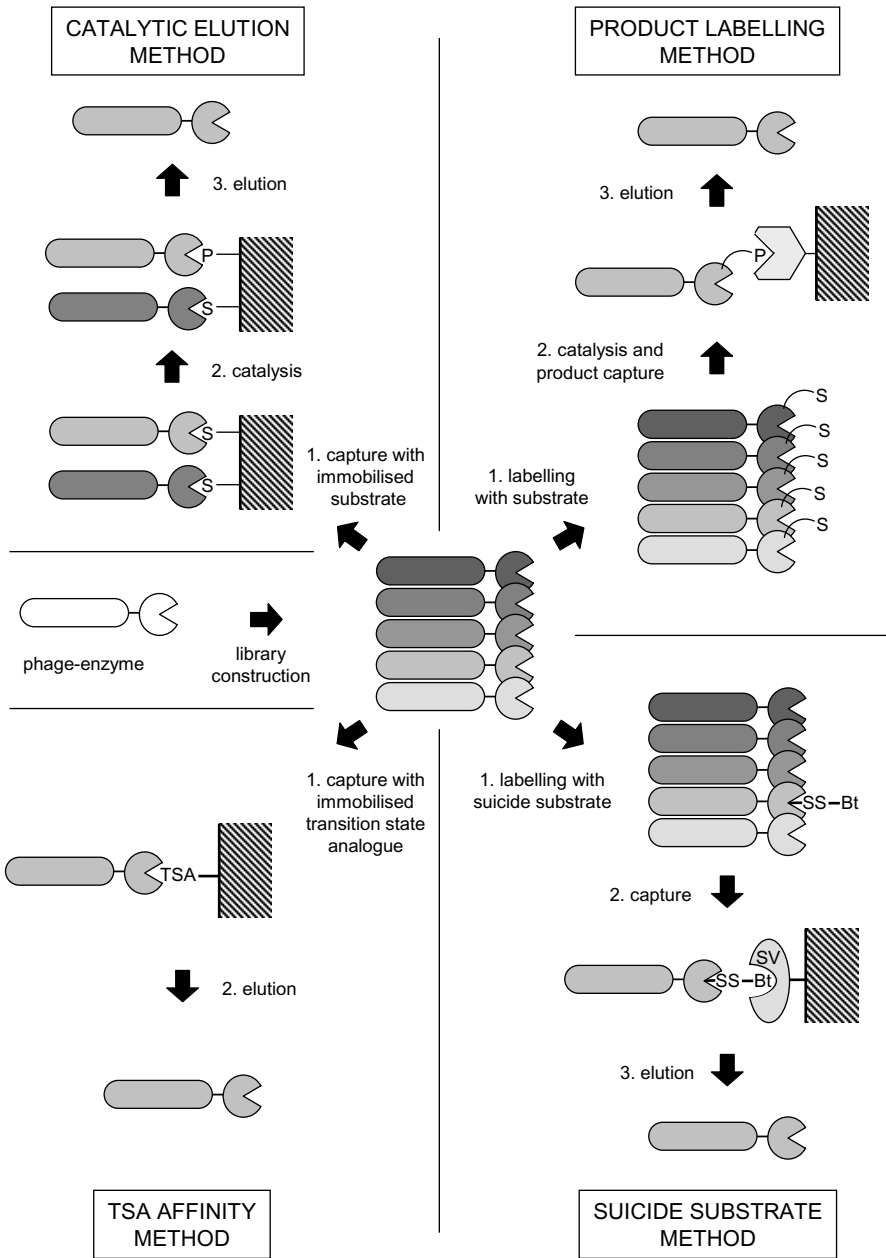 CATALYTIC ELUTION
METHOD
3. elution
P
S
2. catalysis
S
S
1. capture with
immobilised
substrate
PRODUCT LABELLING
METHOD
3. elution
P
2. catalysis and
product capture
S
S
S
S
S
1. labelling
with substrate
phage-enzyme
library
construction
1. capture with
immobilised
transition state
analogue
TSA
2. elution
TSA AFFINITY
METHOD
1. labelling with
suicide substrate
SS–Bt
2. capture
SV
SS–Bt
3. elution
SUICIDE SUBSTRATE
METHOD